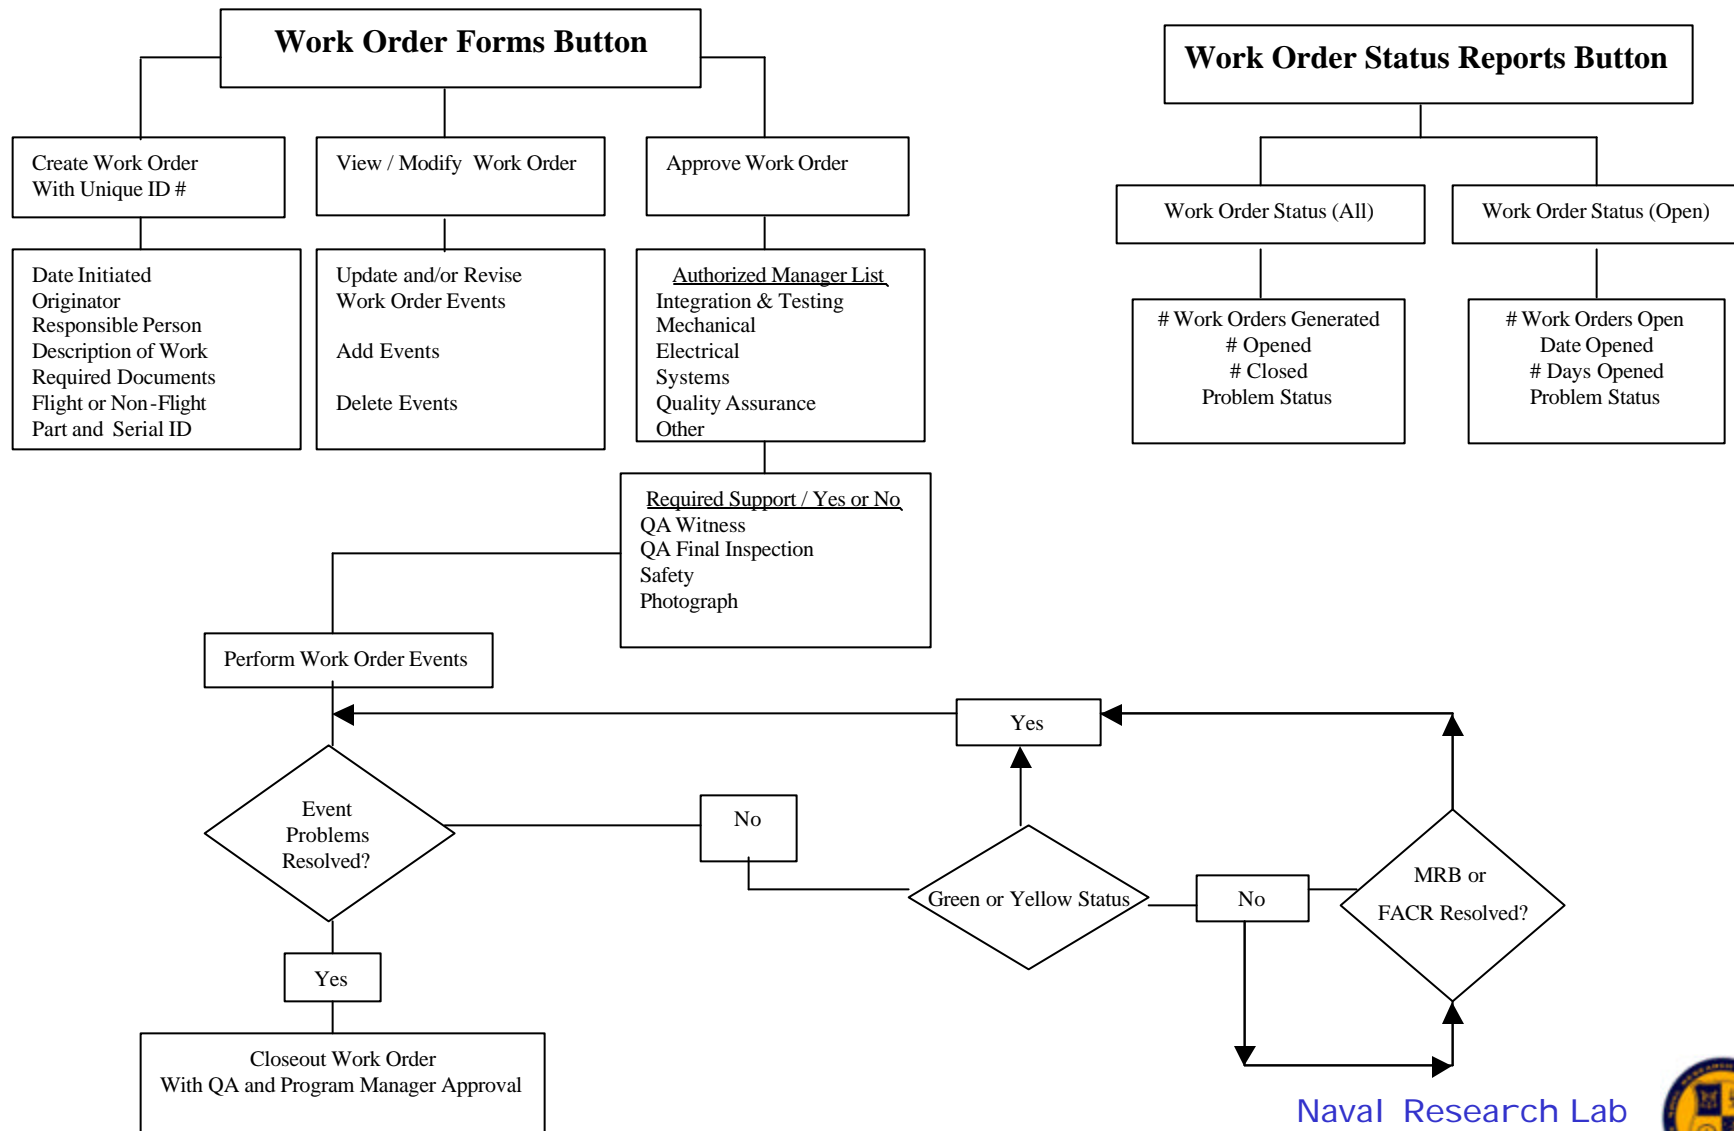 Work Order Forms Button
Create Work Order
With Unique ID #
View / Modify Work Order
Approve Work Order
Date Initiated
Originator
Responsible Person
Description of Work
Required Documents
Flight or Non-Flight
Part and Serial ID
Update and/or Revise
Work Order Events
Add Events
Delete Events
Authorized Manager List
Integration & Testing
Mechanical
Electrical
Systems
Quality Assurance
Other
Required Support / Yes or No
QA Witness
QA Final Inspection
Safety
Photograph
Work Order Status Reports Button
Work Order Status (All)
Work Order Status (Open)
# Work Orders Generated
# Opened
# Closed
Problem Status
# Work Orders Open
Date Opened
# Days Opened
Problem Status
Perform Work Order Events
Event
Problems
Resolved?
No
Yes
Green or Yellow Status
No
MRB or
FACR Resolved?
Yes
Closeout Work Order
With QA and Program Manager Approval
Naval Research Lab